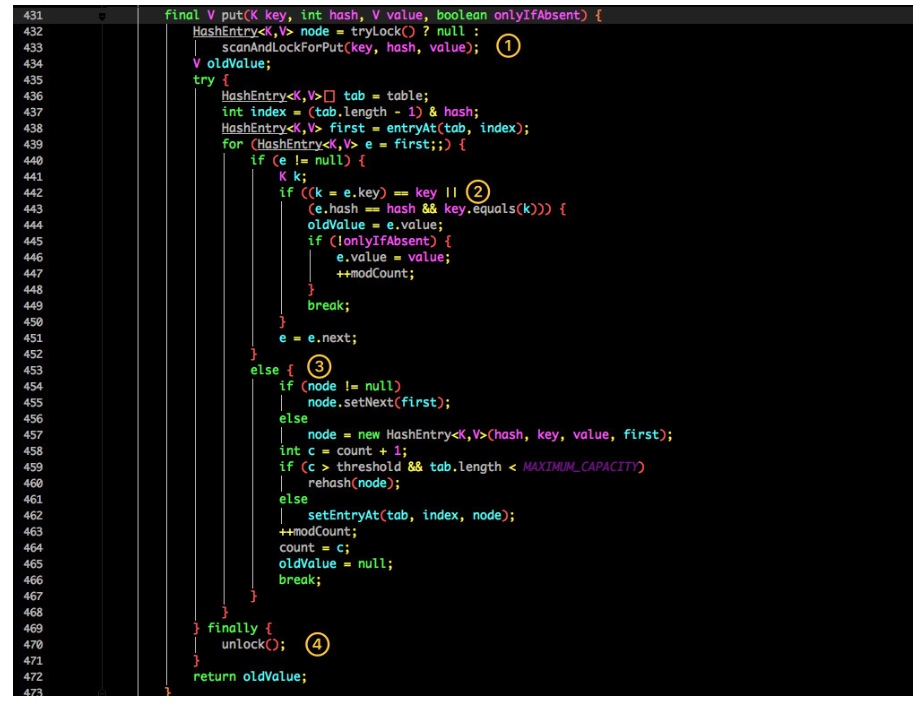 431 final V put(K key, int hash, V value, boolean onlyIfAbsent) {
432 HashEntry<K,V> node = tryLock() ? null :
433 scanAndLockForPut(key, hash, value); 1
434 V oldValue;
435 try {
436 HashEntry<K,V>[] tab = table;
437 int index = (tab.length - 1) & hash;
438 HashEntry<K,V> first = entryAt(tab, index);
439 for (HashEntry<K,V> e = first;;) {
440 if (e != null) {
441 K k;
442 if ((k = e.key) == key || 2
443 (e.hash == hash && key.equals(k))) {
444 oldValue = e.value;
445 if (!onlyIfAbsent) {
446 e.value = value;
447 ++modCount;
448 }
449 break;
450 }
451 e = e.next;
452 }
453 else { 3
454 if (node != null)
455 node.setNext(first);
456 else
457 node = new HashEntry<K,V>(hash, key, value, first);
458 int c = count + 1;
459 if (c > threshold && tab.length < MAXIMUM_CAPACITY)
460 rehash(node);
461 else
462 setEntryAt(tab, index, node);
463 ++modCount;
464 count = c;
465 oldValue = null;
466 break;
467 }
468 }
469 } finally {
470 unlock(); 4
471 }
472 return oldValue;
473 }